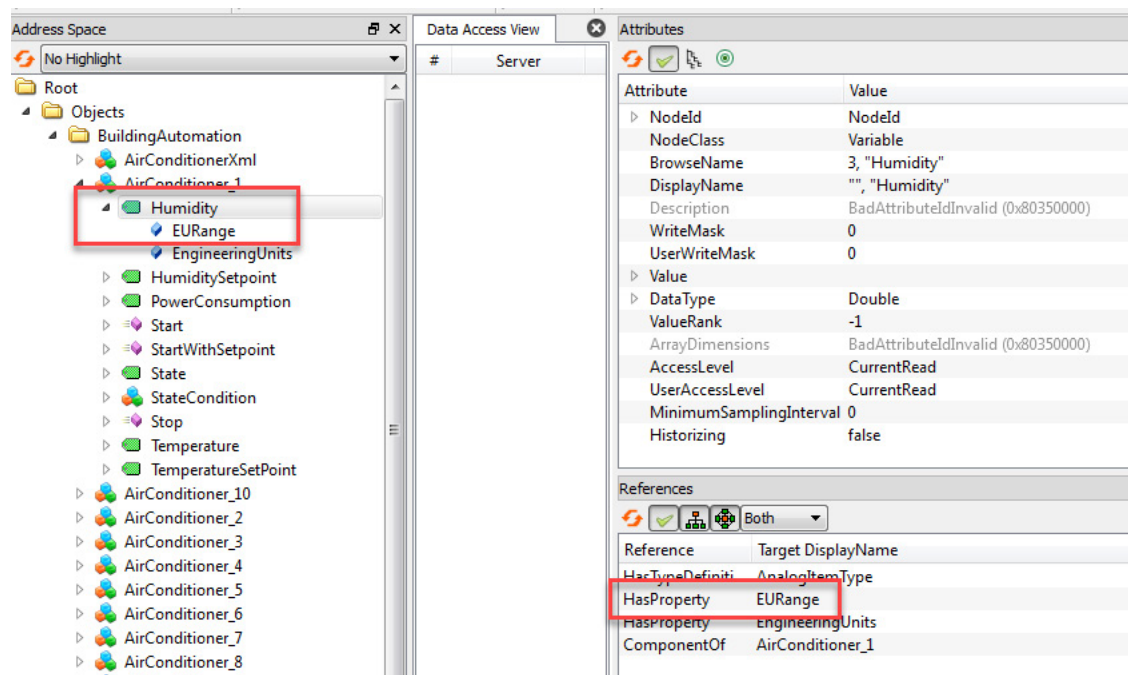 Address Space
No Highlight
Root
Objects
BuildingAutomation
AirConditionerXml
AirConditioner_1
Humidity
EURange
EngineeringUnits
HumiditySetpoint
PowerConsumption
Start
StartWithSetpoint
State
StateCondition
Stop
Temperature
TemperatureSetPoint
AirConditioner_10
AirConditioner_2
AirConditioner_3
AirConditioner_4
AirConditioner_5
AirConditioner_6
AirConditioner_7
AirConditioner_8
Data Access View
# Server
Attributes
Attribute Value
NodeId NodeId
NodeClass Variable
BrowseName 3, "Humidity"
DisplayName "", "Humidity"
Description BadAttributeIdInvalid (0x80350000)
WriteMask 0
UserWriteMask 0
Value
DataType Double
ValueRank -1
ArrayDimensions BadAttributeIdInvalid (0x80350000)
AccessLevel CurrentRead
UserAccessLevel CurrentRead
MinimumSamplingInterval 0
Historizing false
References
Both
Reference Target DisplayName
HasTypeDefiniti AnalogItemType
HasProperty EURange
HasProperty EngineeringUnits
ComponentOf AirConditioner_1